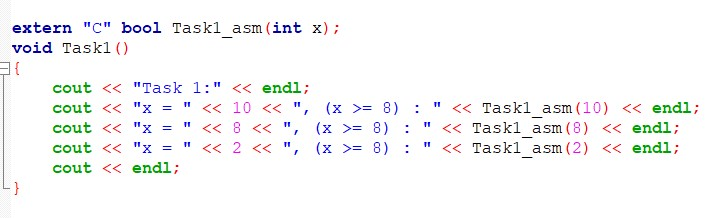 extern "C" bool Task1_asm(int x);
void Task1()
{
    cout << "Task 1:" << endl;
    cout << "x = " << 10 << ", (x >= 8) : " << Task1_asm(10) << endl;
    cout << "x = " << 8 << ", (x >= 8) : " << Task1_asm(8) << endl;
    cout << "x = " << 2 << ", (x >= 8) : " << Task1_asm(2) << endl;
    cout << endl;
}